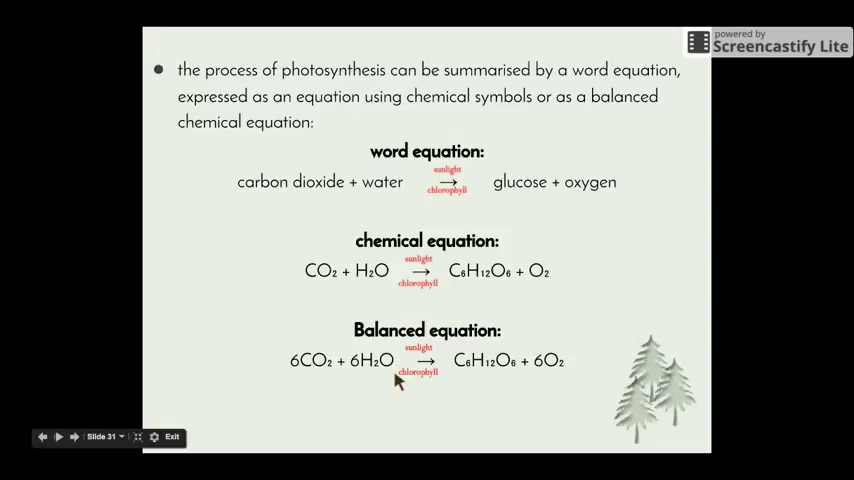 powered by
Screencastify Lite
the process of photosynthesis can be summarised by a word equation,
expressed as an equation using chemical symbols or as a balanced
chemical equation:
word equation:
sunlight
carbon dioxide + water → glucose + oxygen
chlorophyll
chemical equation:
sunlight
CO₂ + H₂O → C₆H₁₂O₆ + O₂
chlorophyll
Balanced equation:
sunlight
6CO₂ + 6H₂O → C₆H₁₂O₆ + 6O₂
chlorophyll
Slide 31 Exit